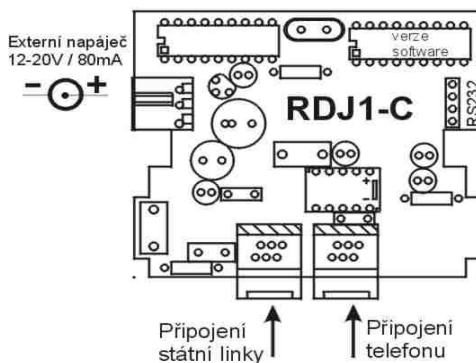 Externí napáječ
12-20V / 80mA
- +
verze
software
RDJ1-C
RS232
+
-
Připojení
státní linky
Připojení
telefonu